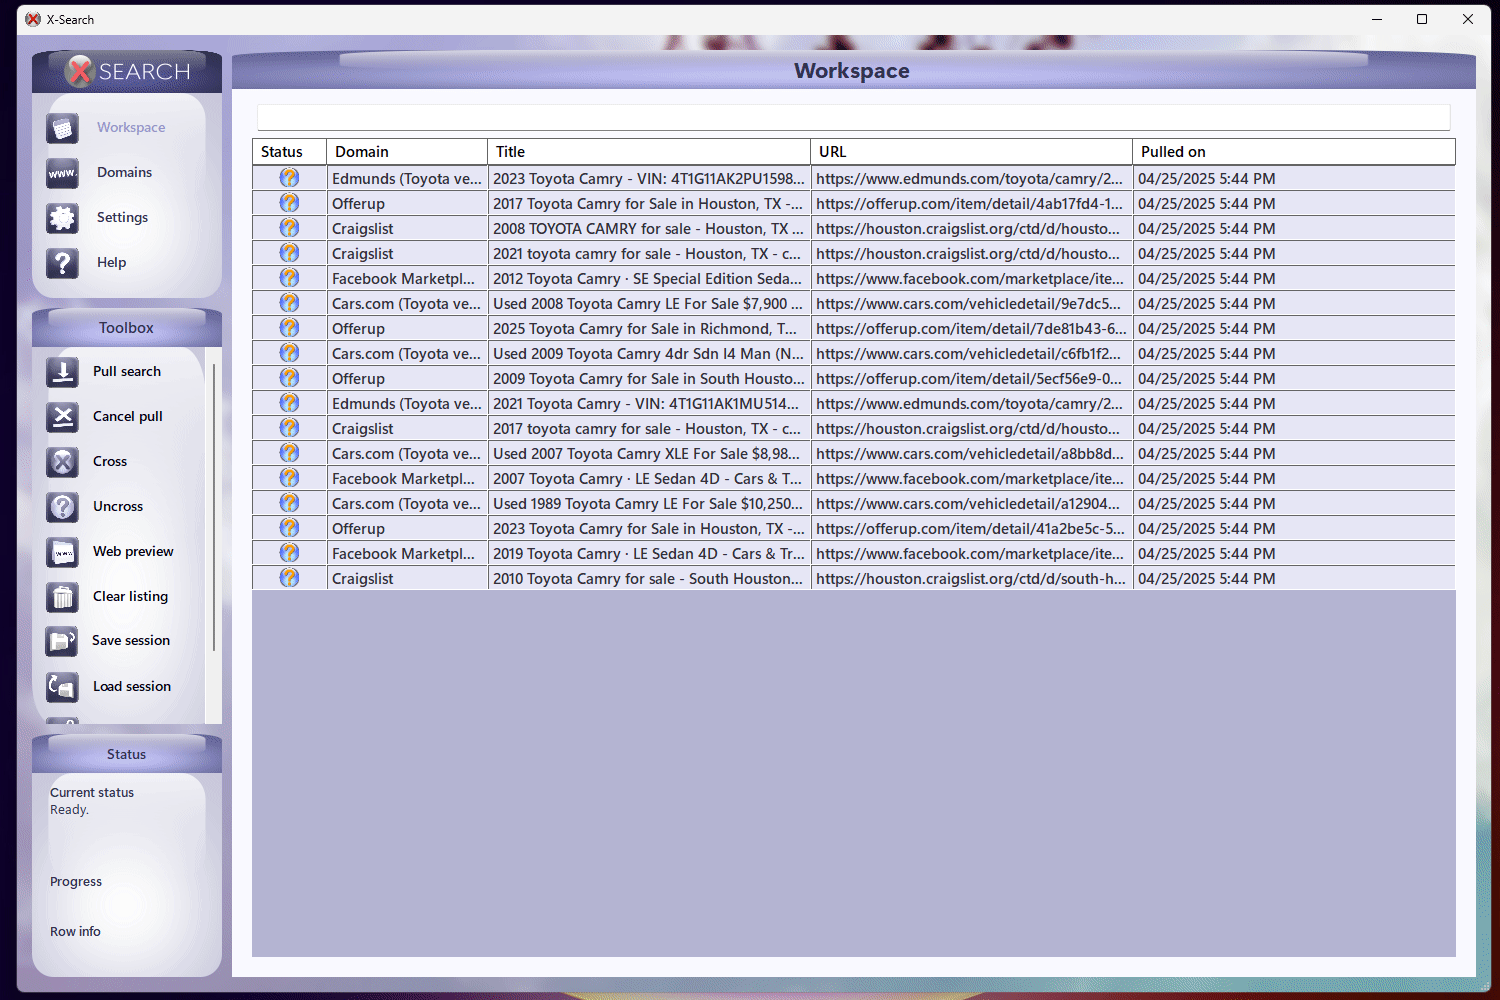 X-Search
SEARCH
Workspace
Domains
Settings
Help
Toolbox
Pull search
Cancel pull
Cross
Uncross
Web preview
Clear listing
Save session
Load session
Status
Current status
Ready.
Progress
Row info
Workspace
Status Domain Title URL Pulled on
Edmunds (Toyota ve... 2023 Toyota Camry - VIN: 4T1G11AK2PU1598... https://www.edmunds.com/toyota/camry/2... 04/25/2025 5:44 PM
Offerup 2017 Toyota Camry for Sale in Houston, TX -... https://offerup.com/item/detail/4ab17fd4-1... 04/25/2025 5:44 PM
Craigslist 2008 TOYOTA CAMRY for sale - Houston, TX ... https://houston.craigslist.org/ctd/d/housto... 04/25/2025 5:44 PM
Craigslist 2021 toyota camry for sale - Houston, TX - c... https://houston.craigslist.org/ctd/d/housto... 04/25/2025 5:44 PM
Facebook Marketpl... 2012 Toyota Camry · SE Special Edition Seda... https://www.facebook.com/marketplace/ite... 04/25/2025 5:44 PM
Cars.com (Toyota ve... Used 2008 Toyota Camry LE For Sale $7,900 ... https://www.cars.com/vehicledetail/9e7dc5... 04/25/2025 5:44 PM
Offerup 2025 Toyota Camry for Sale in Richmond, T... https://offerup.com/item/detail/7de81b43-6... 04/25/2025 5:44 PM
Cars.com (Toyota ve... Used 2009 Toyota Camry 4dr Sdn I4 Man (N... https://www.cars.com/vehicledetail/c6fb1f2... 04/25/2025 5:44 PM
Offerup 2009 Toyota Camry for Sale in South Housto... https://offerup.com/item/detail/5ecf56e9-0... 04/25/2025 5:44 PM
Edmunds (Toyota ve... 2021 Toyota Camry - VIN: 4T1G11AK1MU514... https://www.edmunds.com/toyota/camry/2... 04/25/2025 5:44 PM
Craigslist 2017 toyota camry for sale - Houston, TX - c... https://houston.craigslist.org/ctd/d/housto... 04/25/2025 5:44 PM
Cars.com (Toyota ve... Used 2007 Toyota Camry XLE For Sale $8,98... https://www.cars.com/vehicledetail/a8bb8d... 04/25/2025 5:44 PM
Facebook Marketpl... 2007 Toyota Camry · LE Sedan 4D - Cars & T... https://www.facebook.com/marketplace/ite... 04/25/2025 5:44 PM
Cars.com (Toyota ve... Used 1989 Toyota Camry LE For Sale $10,250... https://www.cars.com/vehicledetail/a12904... 04/25/2025 5:44 PM
Offerup 2023 Toyota Camry for Sale in Houston, TX -... https://offerup.com/item/detail/41a2be5c-5... 04/25/2025 5:44 PM
Facebook Marketpl... 2019 Toyota Camry · LE Sedan 4D - Cars & Tr... https://www.facebook.com/marketplace/ite... 04/25/2025 5:44 PM
Craigslist 2010 Toyota Camry for sale - South Houston... https://houston.craigslist.org/ctd/d/south-h... 04/25/2025 5:44 PM